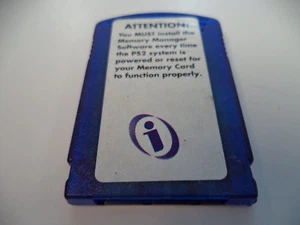 ATTENTION:
You MUST install the
Memory Manager
Software every time
the PS2 system is
powered or reset for
your Memory Card
to function properly.
i